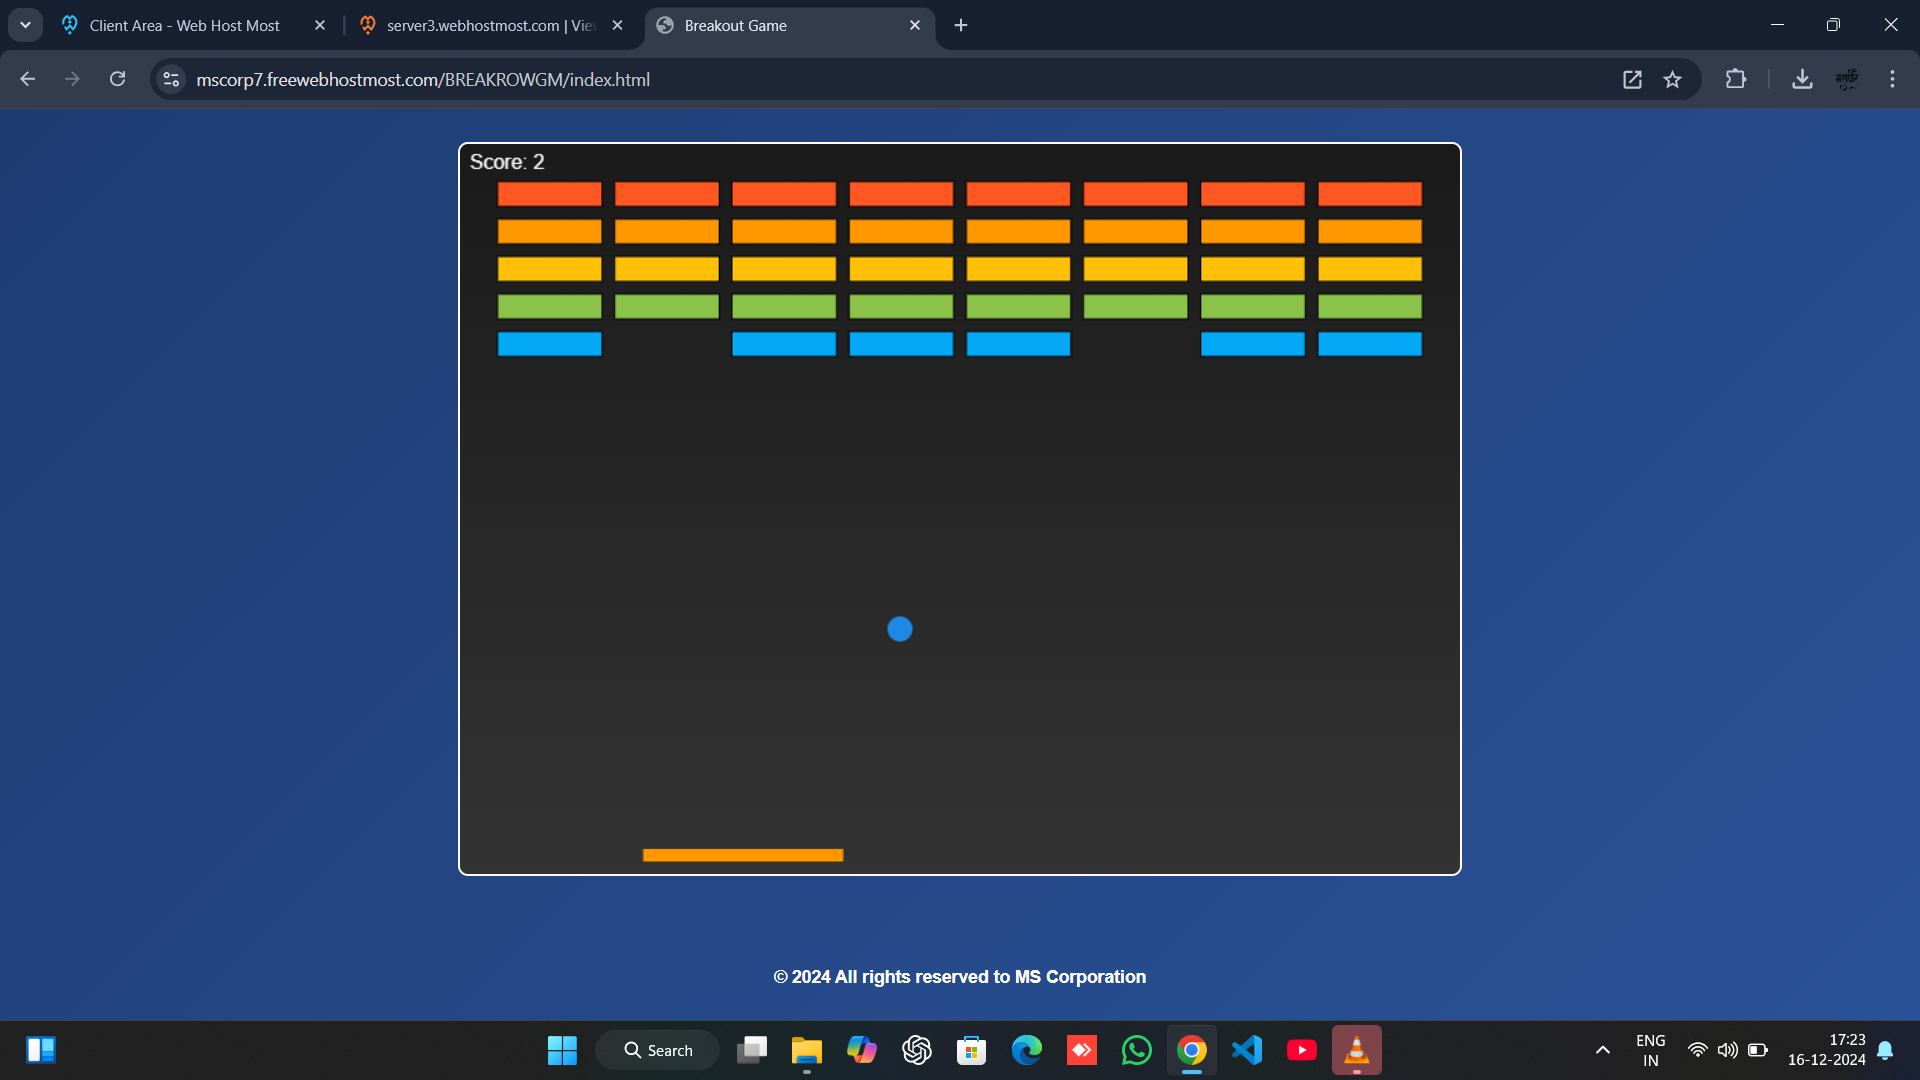 Client Area - Web Host Most
server3.webhostmost.com | Vie
Breakout Game
mscorp7.freewebhostmost.com/BREAKROWGM/index.html
Score: 2
© 2024 All rights reserved to MS Corporation
Search
ENG
IN
17:23
16-12-2024